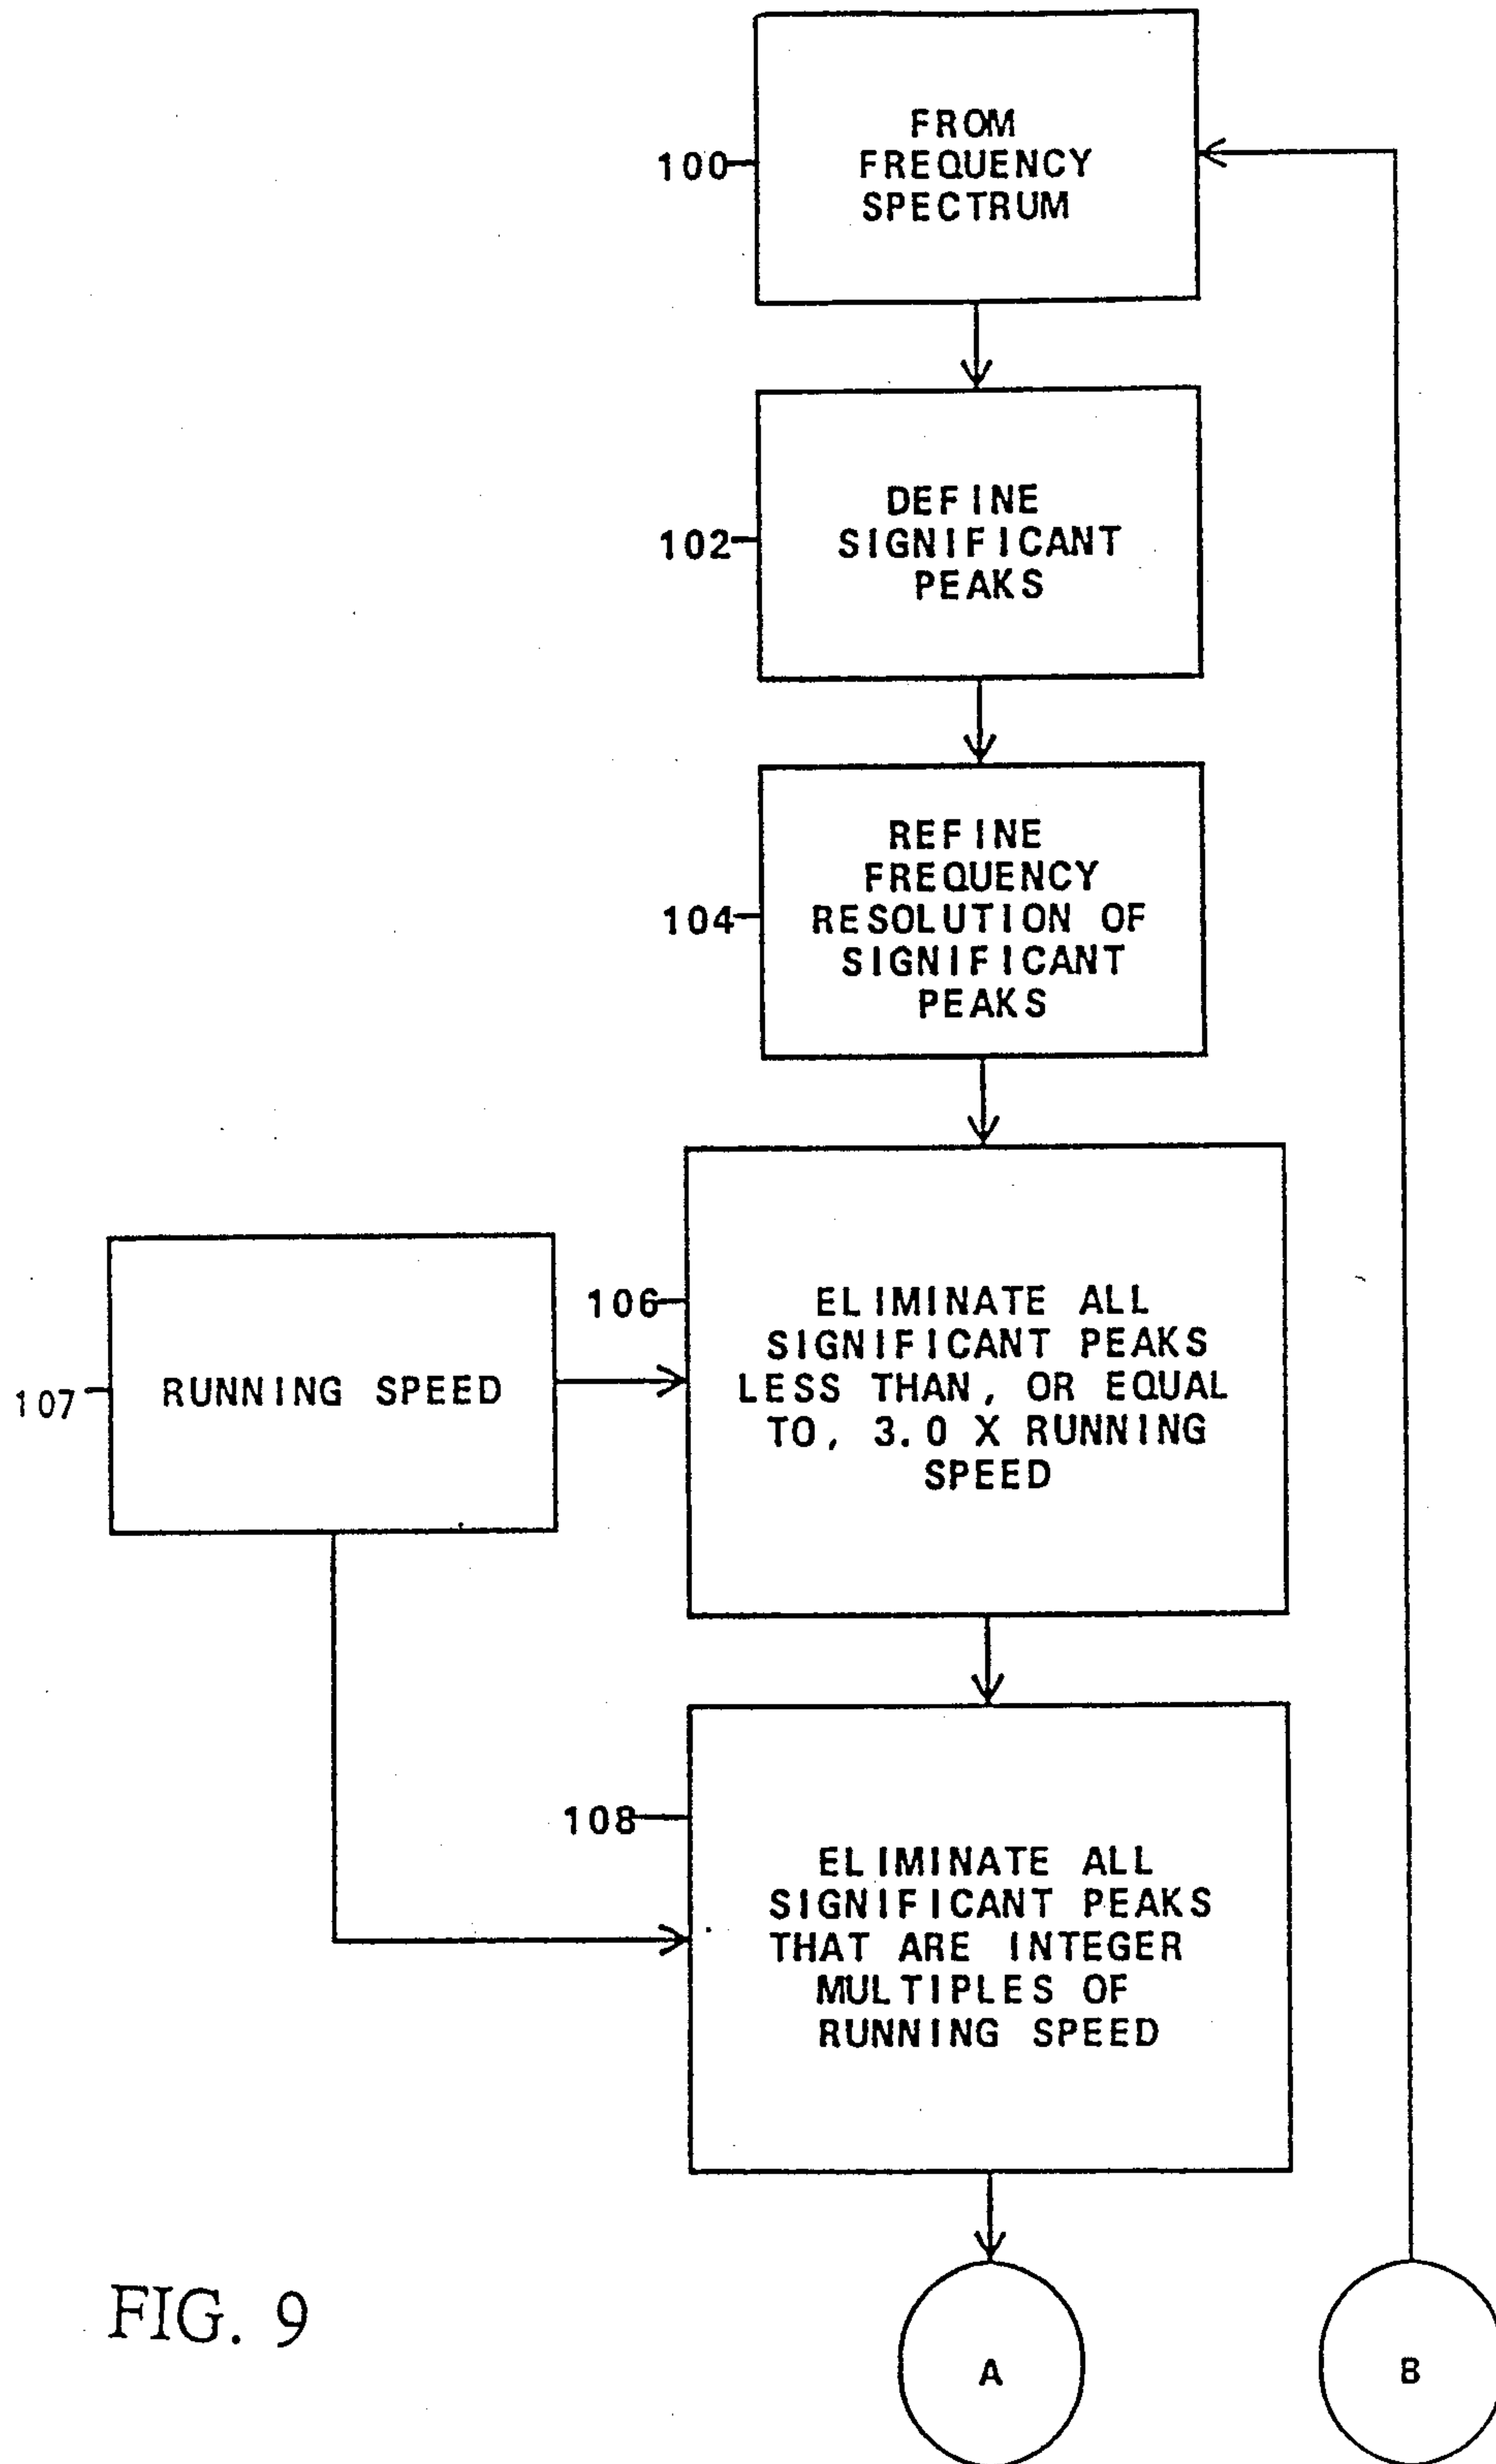 FROM
FREQUENCY
SPECTRUM
100
DEFINE
SIGNIFICANT
PEAKS
102
REFINE
FREQUENCY
RESOLUTION OF
SIGNIFICANT
PEAKS
104
106
ELIMINATE ALL
SIGNIFICANT PEAKS
LESS THAN, OR EQUAL
TO, 3.0 X RUNNING
SPEED
107
RUNNING SPEED
108
ELIMINATE ALL
SIGNIFICANT PEAKS
THAT ARE INTEGER
MULTIPLES OF
RUNNING SPEED
FIG. 9
A
B